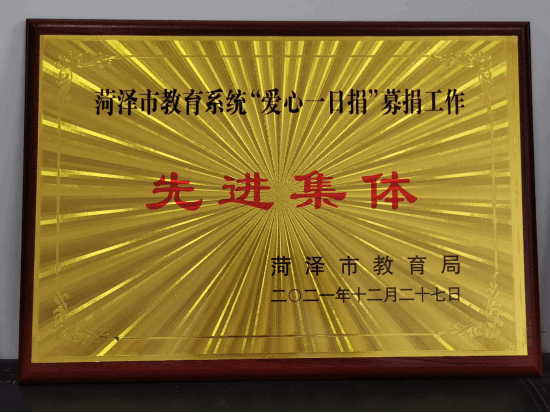 菏泽市教育系统“爱心一日捐”募捐工作
先进集体
菏泽市教育局
二〇二一年十二月二十七日